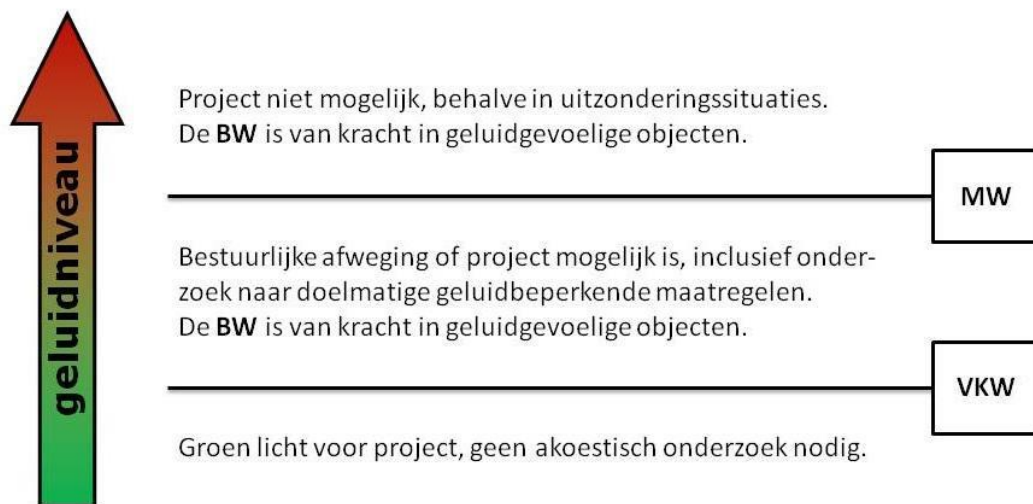 geluidniveau
Project niet mogelijk, behalve in uitzonderingssituaties.
De BW is van kracht in geluidgevoelige objecten.
MW
Bestuurlijke afweging of project mogelijk is, inclusief onder-
zoek naar doelmatige geluidbeperkende maatregelen.
De BW is van kracht in geluidgevoelige objecten.
VKW
Groen licht voor project, geen akoestisch onderzoek nodig.